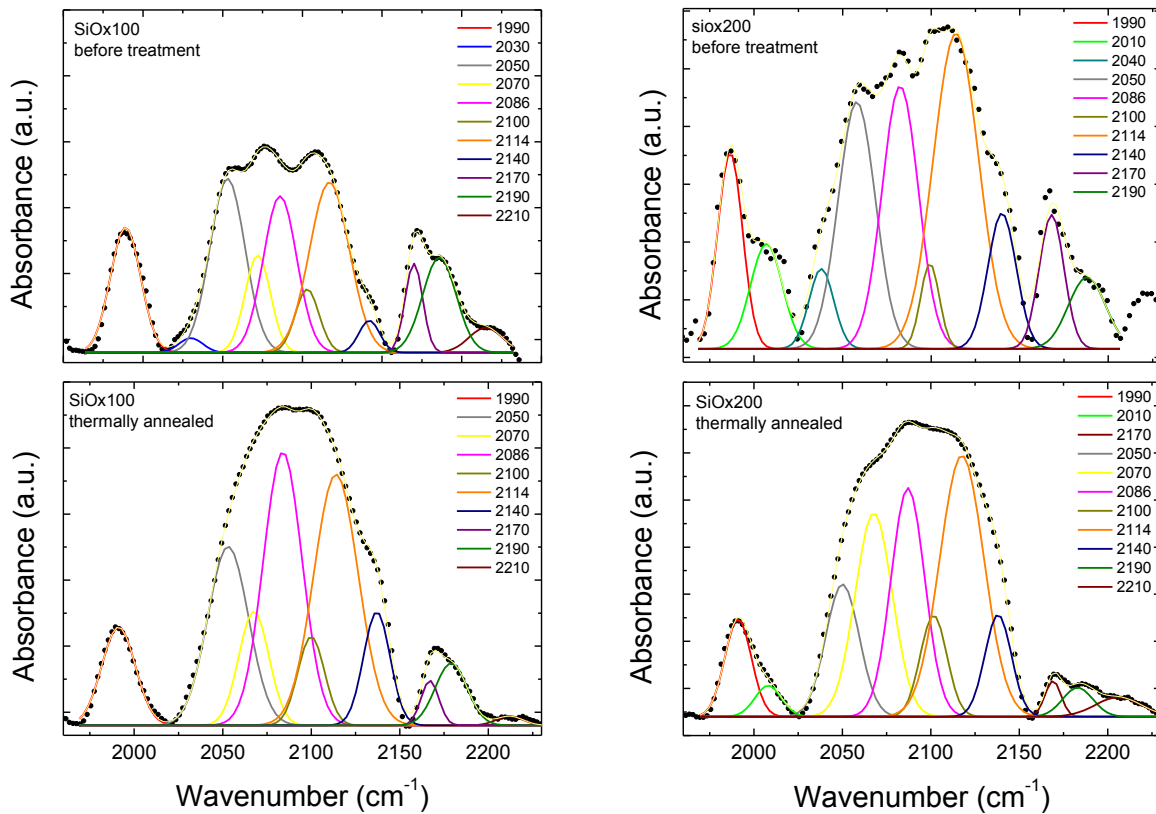 SiOx100
before treatment
1990
2030
2050
2070
2086
2100
2114
2140
2170
2190
2210
Absorbance (a.u.)
siox200
before treatment
1990
2010
2040
2050
2086
2100
2114
2140
2170
2190
Absorbance (a.u.)
SiOx100
thermally annealed
1990
2050
2070
2086
2100
2114
2140
2170
2190
2210
Absorbance (a.u.)
2000 2050 2100 2150 2200
Wavenumber (cm-1)
SiOx200
thermally annealed
1990
2010
2170
2050
2070
2086
2100
2114
2140
2190
2210
Absorbance (a.u.)
2000 2050 2100 2150 2200
Wavenumber (cm-1)